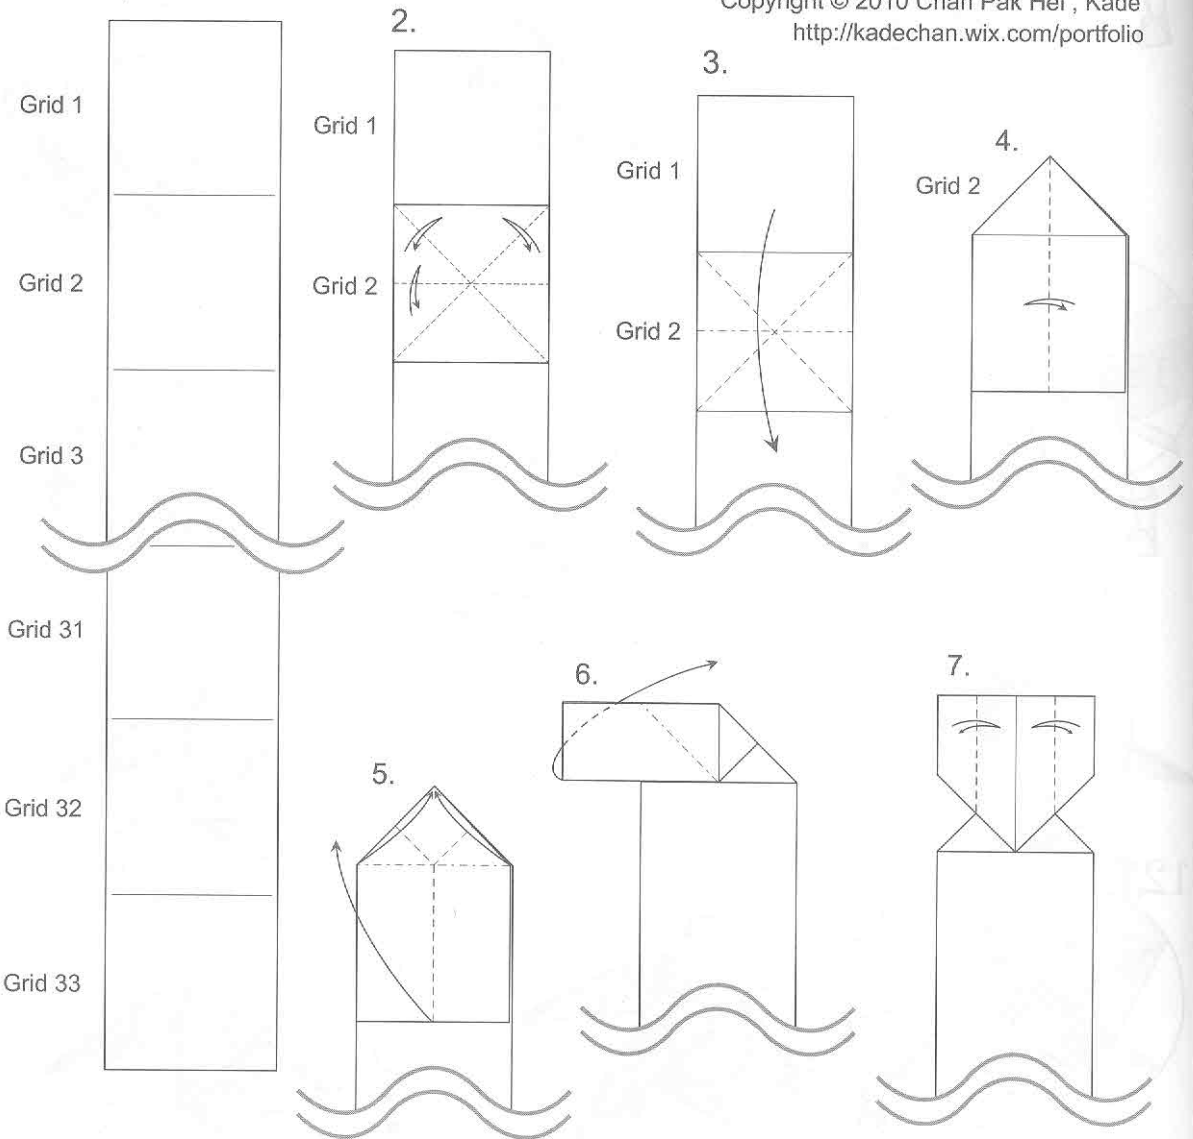 Copyright © 2010 Chan Pak Hei , Kade
http://kadechan.wix.com/portfolio
Grid 1
Grid 2
Grid 3
Grid 31
Grid 32
Grid 33
2.
Grid 1
Grid 2
3.
Grid 1
Grid 2
4.
Grid 2
5.
6.
7.